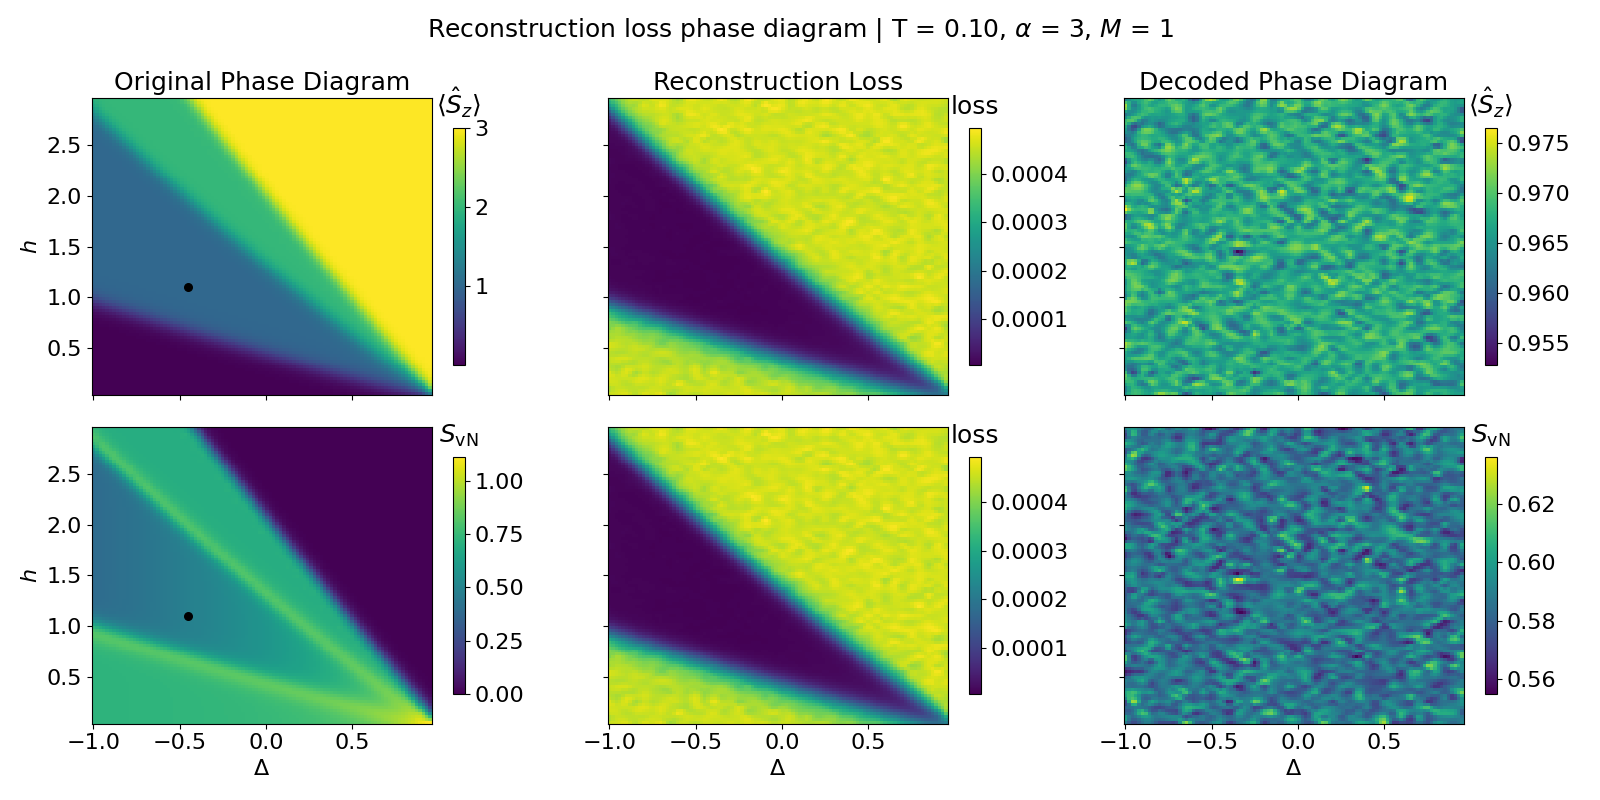 Reconstruction loss phase diagram | T = 0.10, α = 3, M = 1
Original Phase Diagram
Reconstruction Loss
Decoded Phase Diagram
⟨Ŝz⟩
loss
⟨Ŝz⟩
h
2.5
2.0
1.5
1.0
0.5
3
2
1
0.0004
0.0003
0.0002
0.0001
0.975
0.970
0.965
0.960
0.955
SvN
loss
SvN
h
2.5
2.0
1.5
1.0
0.5
1.00
0.75
0.50
0.25
0.00
0.0004
0.0003
0.0002
0.0001
0.62
0.60
0.58
0.56
−1.0 −0.5 0.0 0.5
−1.0 −0.5 0.0 0.5
−1.0 −0.5 0.0 0.5
Δ
Δ
Δ